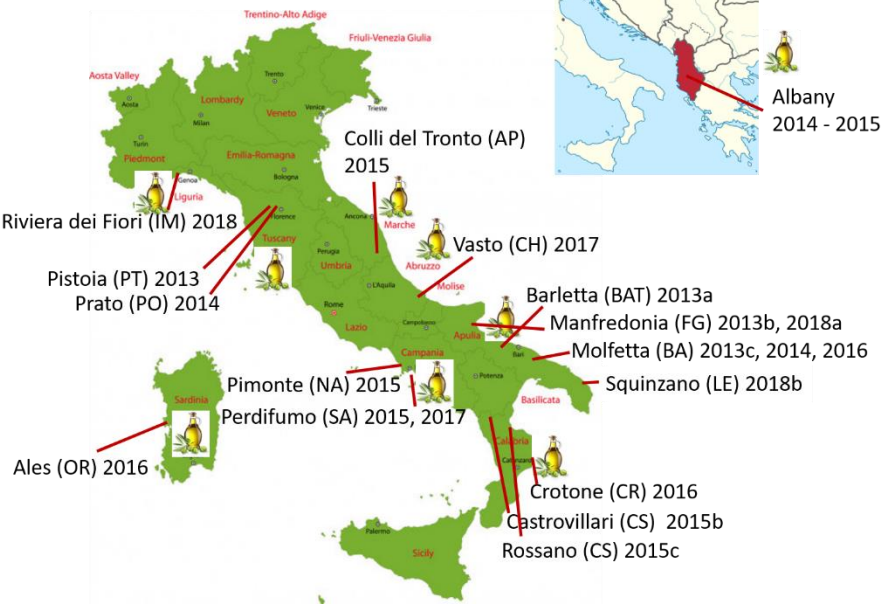 Trentino-Alto Adige
Friuli-Venezia Giulia
Aosta Valley
Trento
Aosta
Lombardy
Milan
Veneto
Venice
Trieste
Albany
2014 - 2015
Turin
Piedmont
Emilia-Romagna
Bologna
Genoa
Liguria
Colli del Tronto (AP)
2015
Riviera dei Fiori (IM) 2018
Florence
Ancona
Marche
Tuscany
Perugia
Umbria
Vasto (CH) 2017
Abruzzo
Pistoia (PT) 2013
Prato (PO) 2014
L'Aquila
Molise
Rome
Lazio
Barletta (BAT) 2013a
Campobasso
Manfredonia (FG) 2013b, 2018a
Apulia
Bari
Molfetta (BA) 2013c, 2014, 2016
Campania
Potenza
Pimonte (NA) 2015
Squinzano (LE) 2018b
Perdifumo (SA) 2015, 2017
Basilicata
Sardinia
Ales (OR) 2016
Calabria
Catanzaro
Crotone (CR) 2016
Castrovillari (CS) 2015b
Rossano (CS) 2015c
Palermo
Sicily